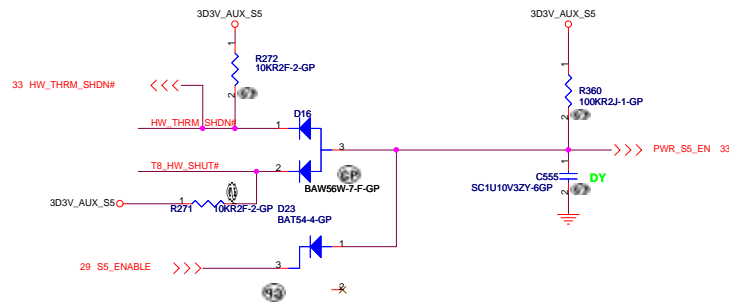 3D3V_AUX_S5
3D3V_AUX_S5
1
R272
10KR2F-2-GP
2
1
R360
100KR2J-1-GP
2
33 HW_THRM_SHDN#
HW_THRM_SHDN#
1
D16
3
PWR_S5_EN 33
T8_HW_SHUT#
2
BAW56W-7-F-GP
1
C555
SC1U10V3ZY-6GP
2
DY
3D3V_AUX_S5
1
R271
10KR2F-2-GP
D23
BAT54-4-GP
1
29 S5_ENABLE
3
2